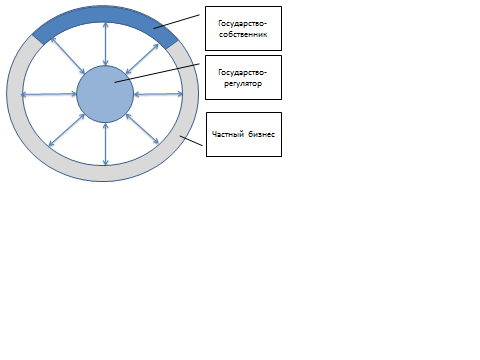 Государство-
собственник
Государство-
регулятор
Частный бизнес